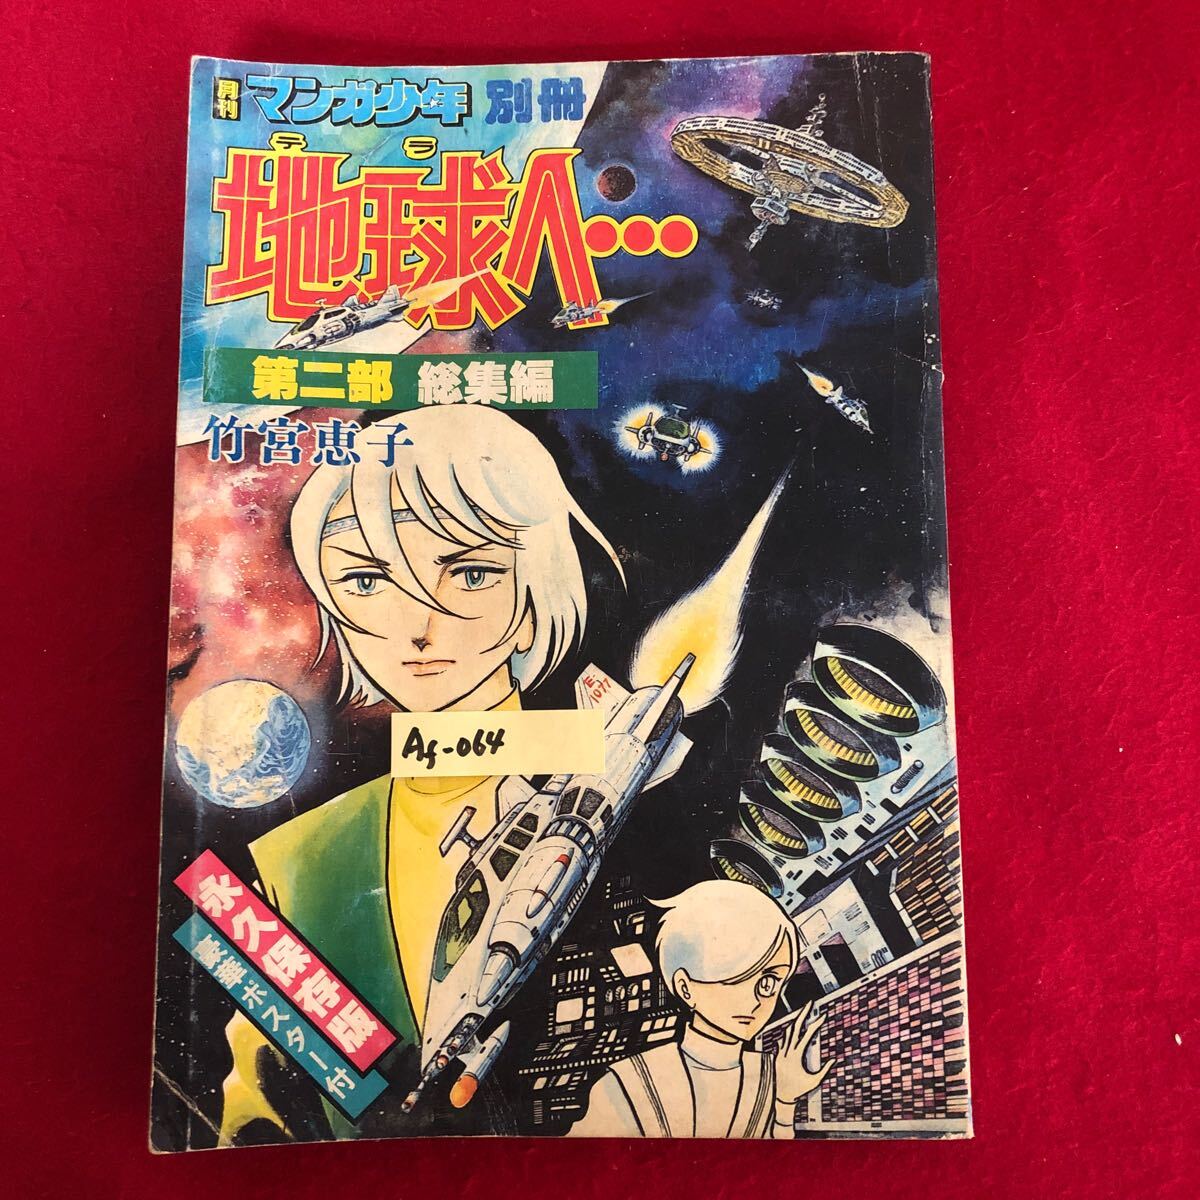 月刊 マンガ少年 別冊
テラ
地球へ…
第二部 総集編
竹宮恵子
E-1077
Af-064
永久保存版
豪華ポスター付